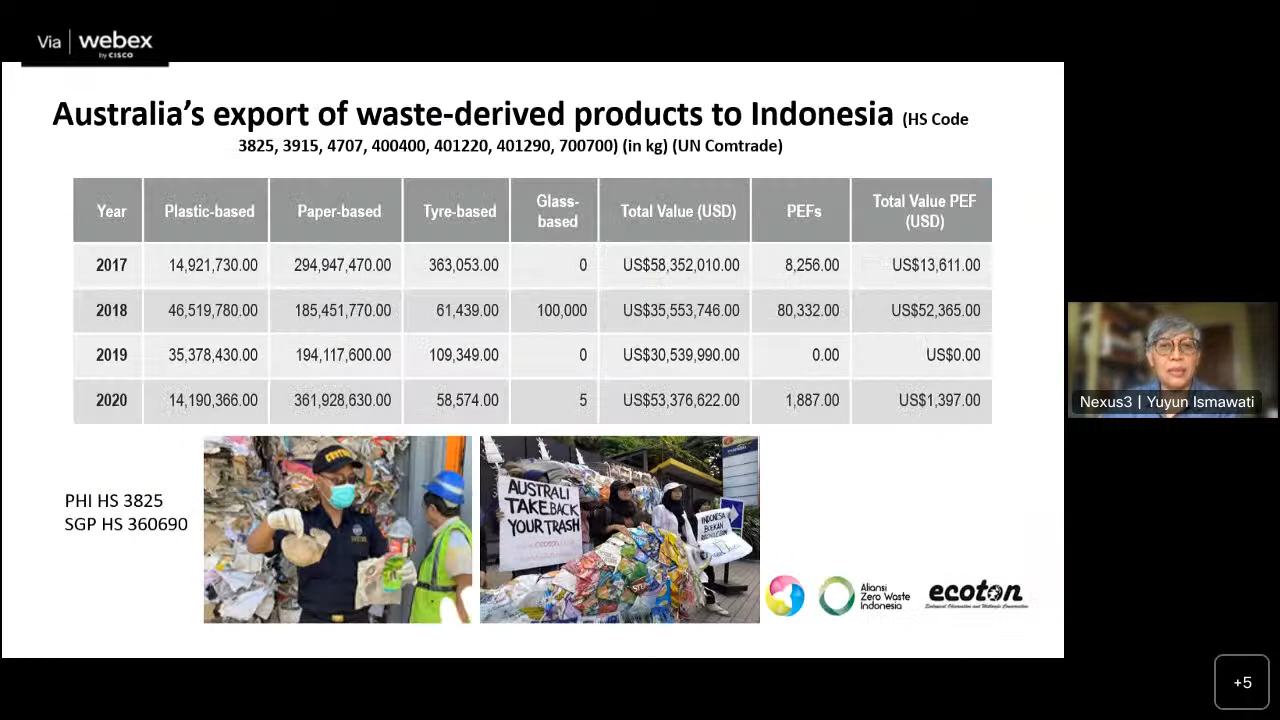 Via | webex
by CISCO
Australia's export of waste-derived products to Indonesia (HS Code
3825, 3915, 4707, 400400, 401220, 401290, 700700) (in kg) (UN Comtrade)
Year Plastic-based Paper-based Tyre-based Glass-based Total Value (USD) PEFs Total Value PEF (USD)
2017 14,921,730.00 294,947,470.00 363,053.00 0 US$58,352,010.00 8,256.00 US$13,611.00
2018 46,519,780.00 185,451,770.00 61,439.00 100,000 US$35,553,746.00 80,332.00 US$52,365.00
2019 35,378,430.00 194,117,600.00 109,349.00 0 US$30,539,990.00 0.00 US$0.00
2020 14,190,366.00 361,928,630.00 58,574.00 5 US$53,376,622.00 1,887.00 US$1,397.00
PHI HS 3825
SGP HS 360690
AUSTRALI
TAKE BACK
YOUR TRASH
INDONESIA
BUKAN
Aliansi
Zero Waste
Indonesia
ecoton
Ecological Observation and Wetlands Conservation
Nexus3 | Yuyun Ismawati
+5